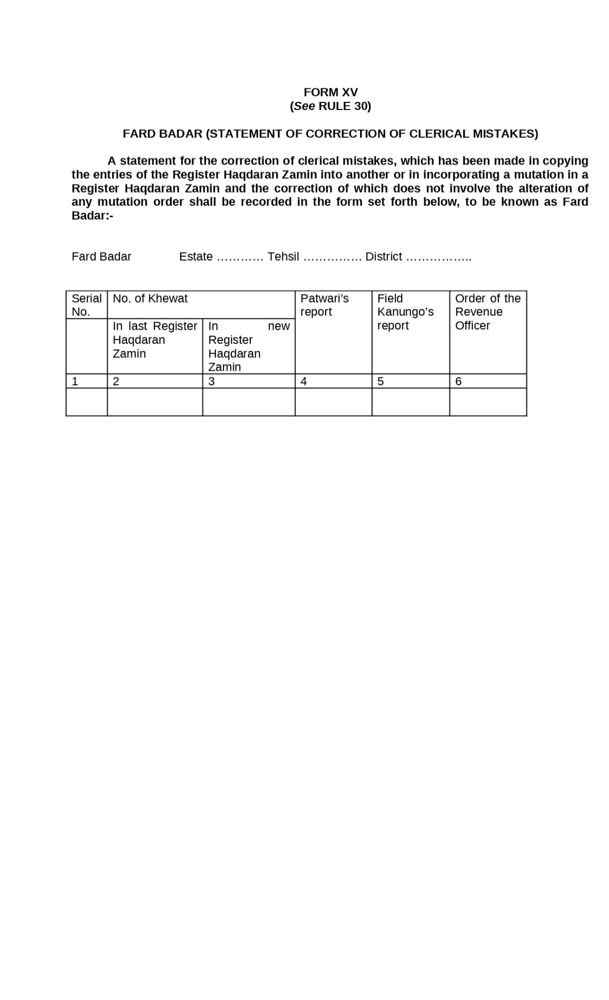 FORM XV
(See RULE 30)
FARD BADAR (STATEMENT OF CORRECTION OF CLERICAL MISTAKES)
A statement for the correction of clerical mistakes, which has been made in copying
the entries of the Register Haqdaran Zamin into another or in incorporating a mutation in a
Register Haqdaran Zamin and the correction of which does not involve the alteration of
any mutation order shall be recorded in the form set forth below, to be known as Fard
Badar:-
Fard Badar Estate ………… Tehsil …………… District ……………..
Serial No. of Khewat Patwari’s Field Order of the
No. report Kanungo’s Revenue
In last Register In new report Officer
Haqdaran Register
Zamin Haqdaran
Zamin
1 2 3 4 5 6